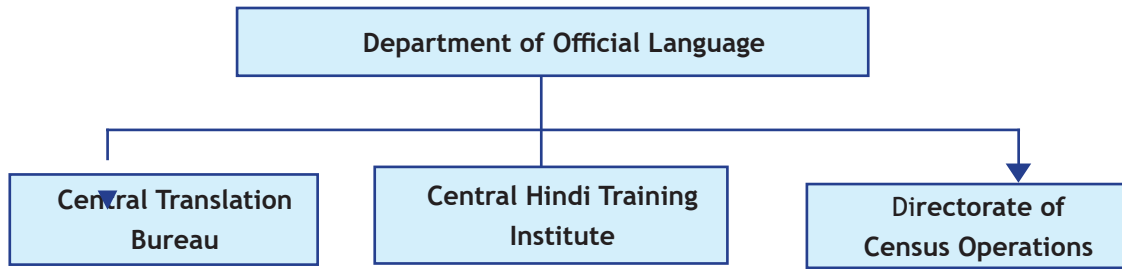 Department of Official Language
Central Translation
Bureau
Central Hindi Training
Institute
Directorate of
Census Operations